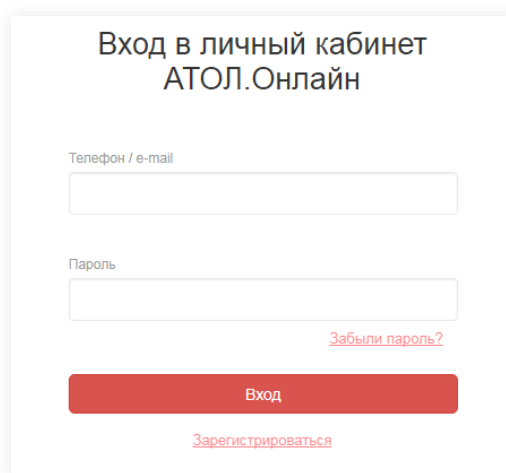 Вход в личный кабинет
АТОЛ.Онлайн
Телефон / e-mail
Пароль
Забыли пароль?
Вход
Зарегистрироваться